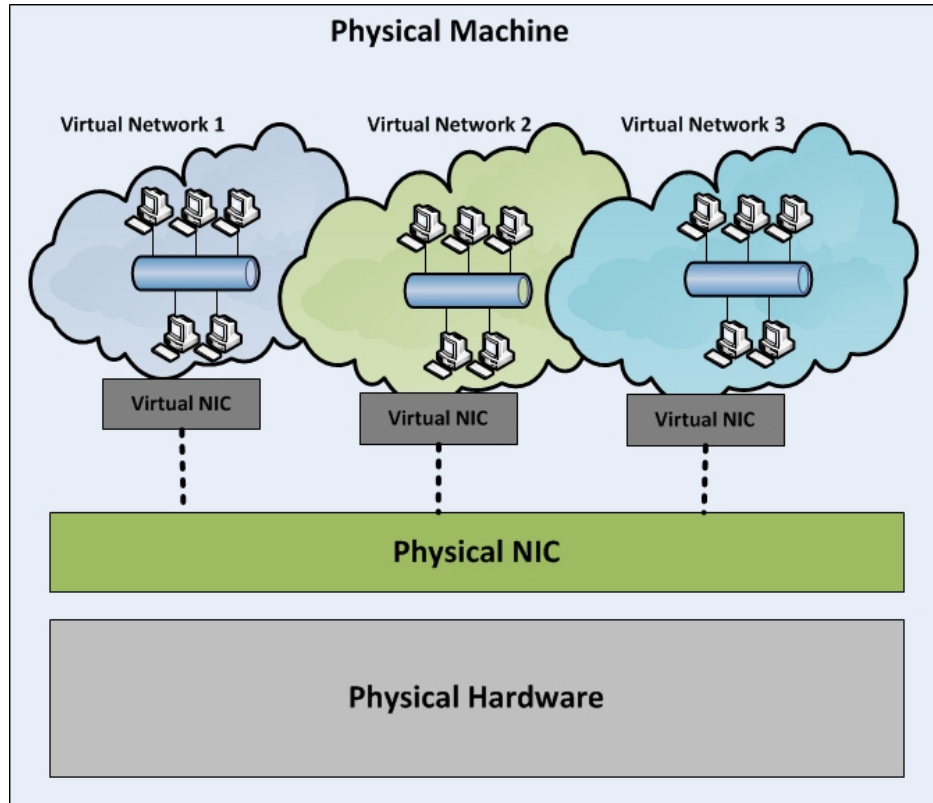 Physical Machine
Virtual Network 1
Virtual Network 2
Virtual Network 3
Virtual NIC
Virtual NIC
Virtual NIC
Physical NIC
Physical Hardware